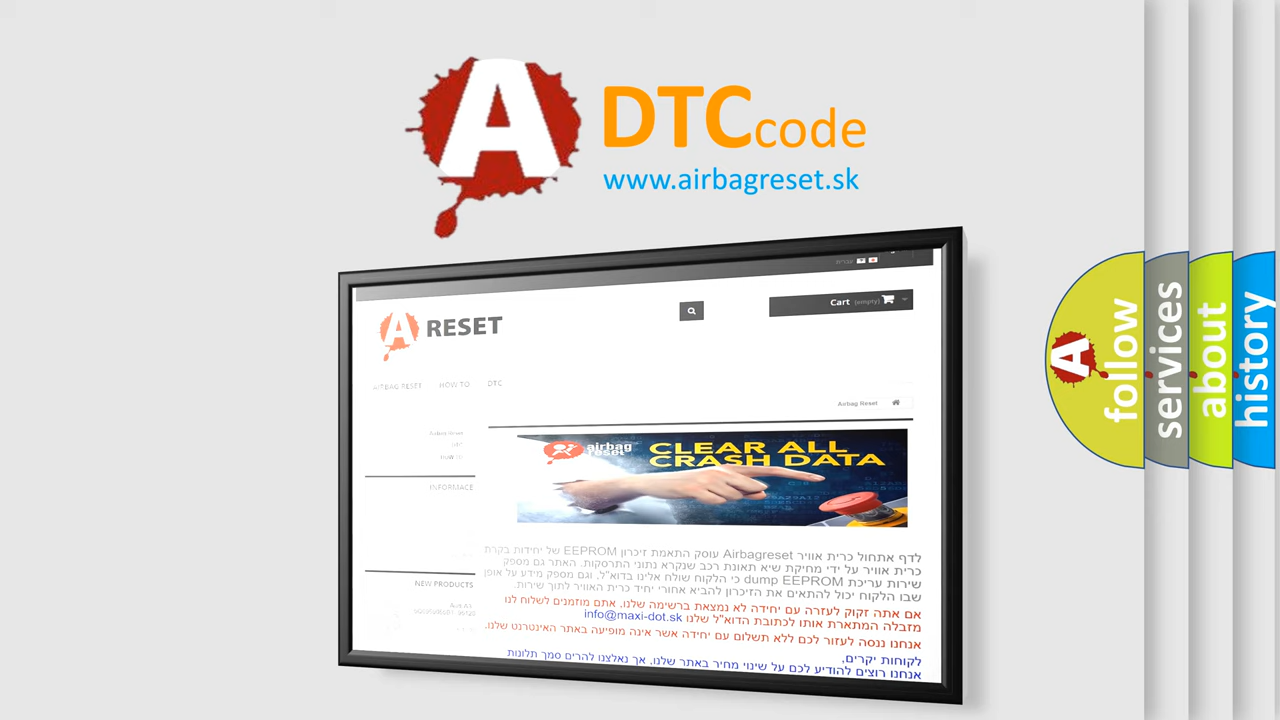 A DTCcode
www.airbagreset.sk
עברית
Cart (empty)
A RESET
AIRBAG RESET HOW TO DTC
Airbag Reset
Airbag Reset
HOW TO
INFORMACE
NEW PRODUCTS
airbag
reset
CLEAR ALL
CRASH DATA
לדף אתחול כרית אוויר Airbagreset עוסק התאמת זיכרון EEPROM של יחידות בקרת
כרית אוויר על ידי מחיקת שיא תאונת רכב שנקרא נתוני התרסקות. האתר גם מספק
שירות עריכת dump EEPROM כי הלקוח שולח אלינו בדוא"ל, וגם מספק מידע על אופן
שבו הלקוח יכול להתאים את הזיכרון להביא אחורי יחיד כרית האוויר לתוך שירות.
אם אתה זקוק לעזרה עם יחידה לא נמצאת ברשימה שלנו, אתם מוזמנים לשלוח לנו
מזבלה המתארת אותו לכתובת הדוא"ל שלנו info@maxi-dot.sk
אנחנו ננסה לעזור לכם ללא תשלום עם יחידה אשר אינה מופיעה באתר האינטרנט שלנו.
לקוחות יקרים,
אנחנו רוצים להודיע לכם על שינוי מחיר באתר שלנו, אך נאלצנו להרים סמך תלונות
A follow
services
about
history